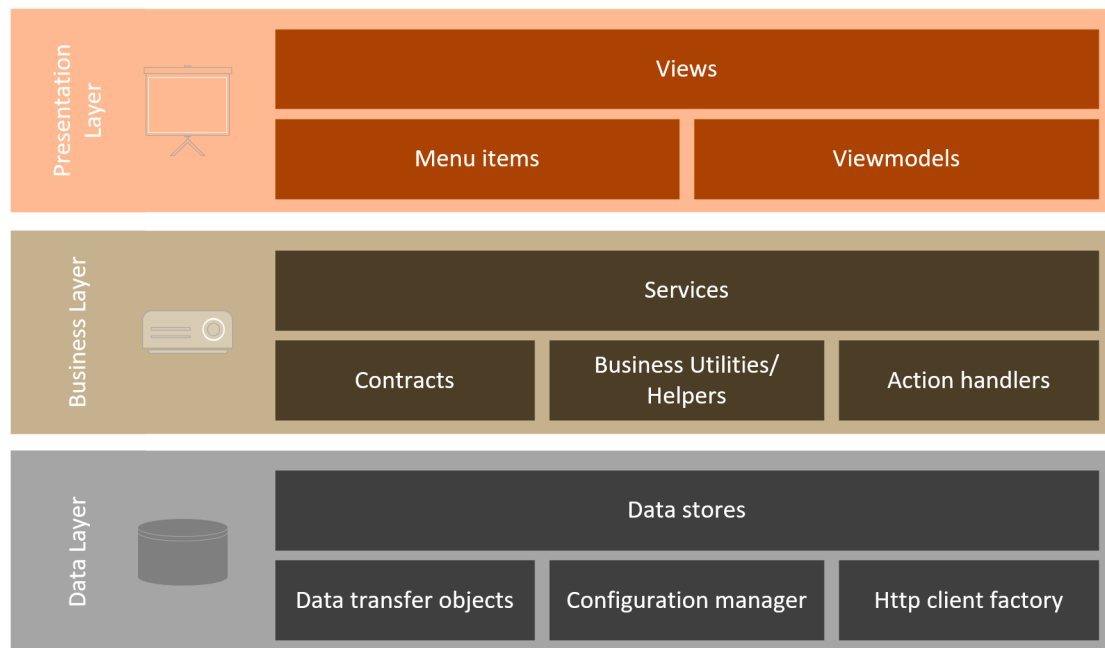 Presentation
Layer
Views
Menu items
Viewmodels
Business Layer
Services
Contracts
Business Utilities/
Helpers
Action handlers
Data Layer
Data stores
Data transfer objects
Configuration manager
Http client factory